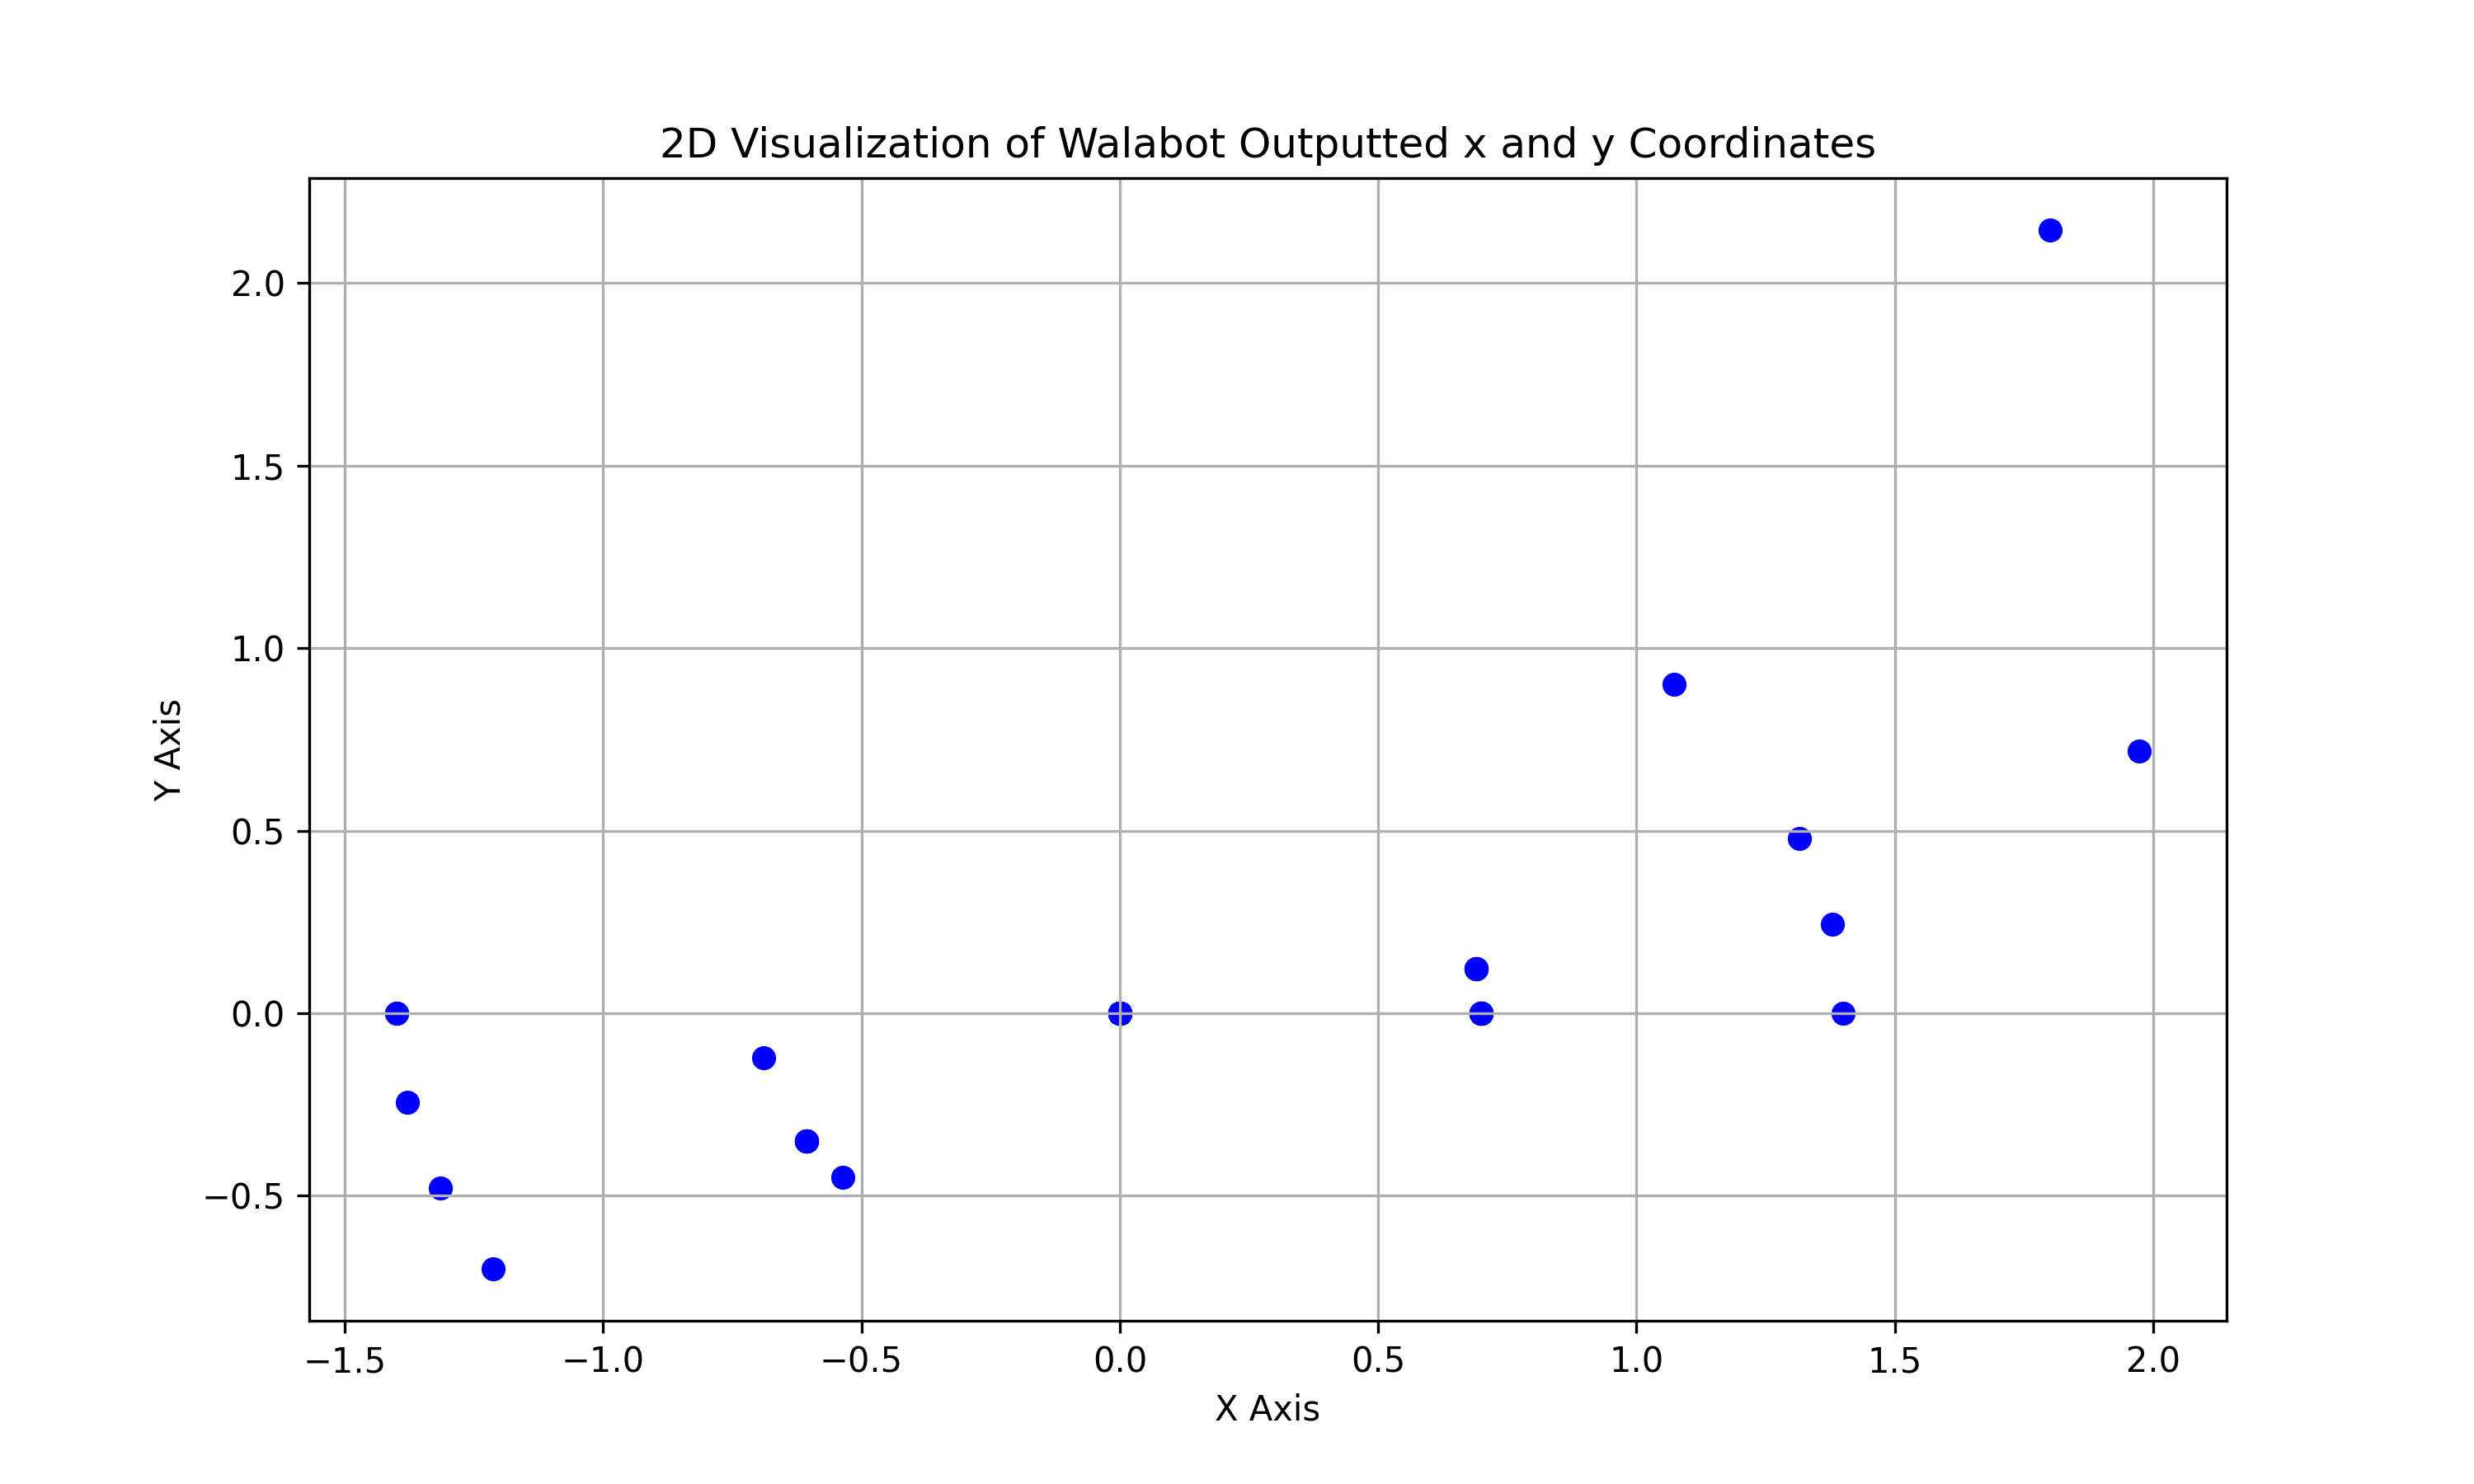 2D Visualization of Walabot Outputted x and y Coordinates
2.0
1.5
1.0
0.5
0.0
−0.5
Y Axis
−1.5 −1.0 −0.5 0.0 0.5 1.0 1.5 2.0
X Axis